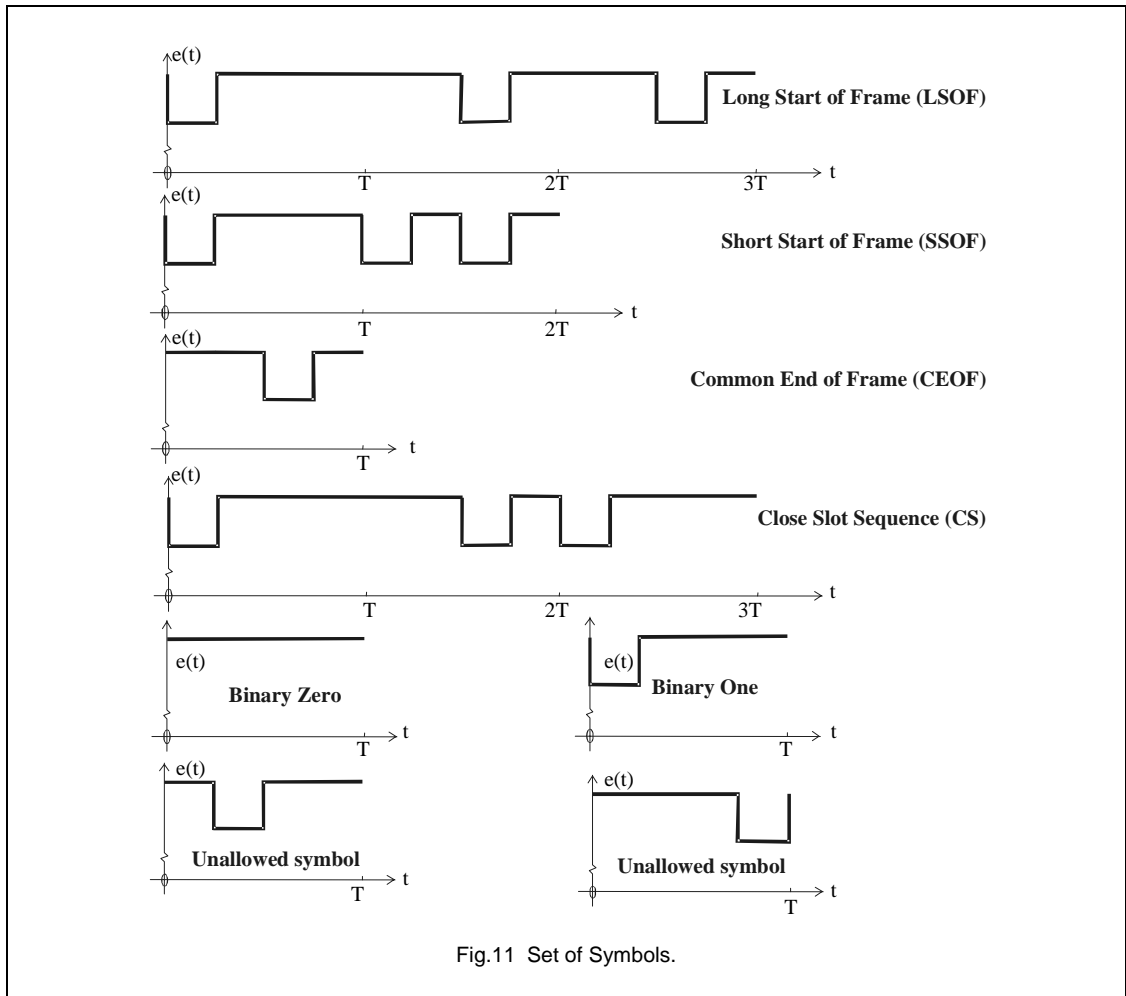 e(t)
Long Start of Frame (LSOF)
T 2T 3T t
e(t)
Short Start of Frame (SSOF)
T 2T t
e(t)
Common End of Frame (CEOF)
T t
e(t)
Close Slot Sequence (CS)
T 2T 3T t
e(t)
Binary Zero
T t
e(t)
Binary One
T t
e(t)
Unallowed symbol
T t
e(t)
Unallowed symbol
T t
Fig.11 Set of Symbols.